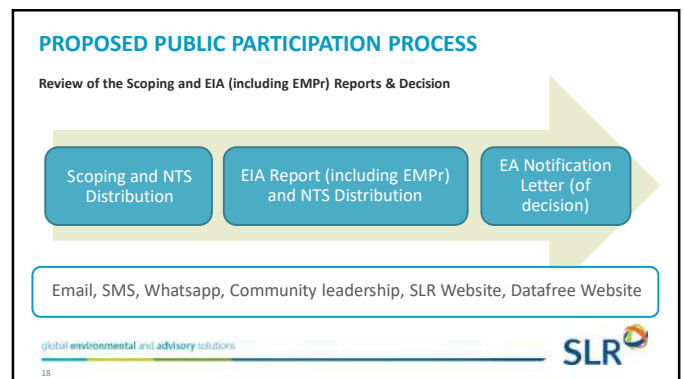 PROPOSED PUBLIC PARTICIPATION PROCESS
Review of the Scoping and EIA (including EMPr) Reports & Decision
Scoping and NTS
Distribution
EIA Report (including EMPr)
and NTS Distribution
EA Notification
Letter (of
decision)
Email, SMS, Whatsapp, Community leadership, SLR Website, Datafree Website
global environmental and advisory solutions
SLR
18